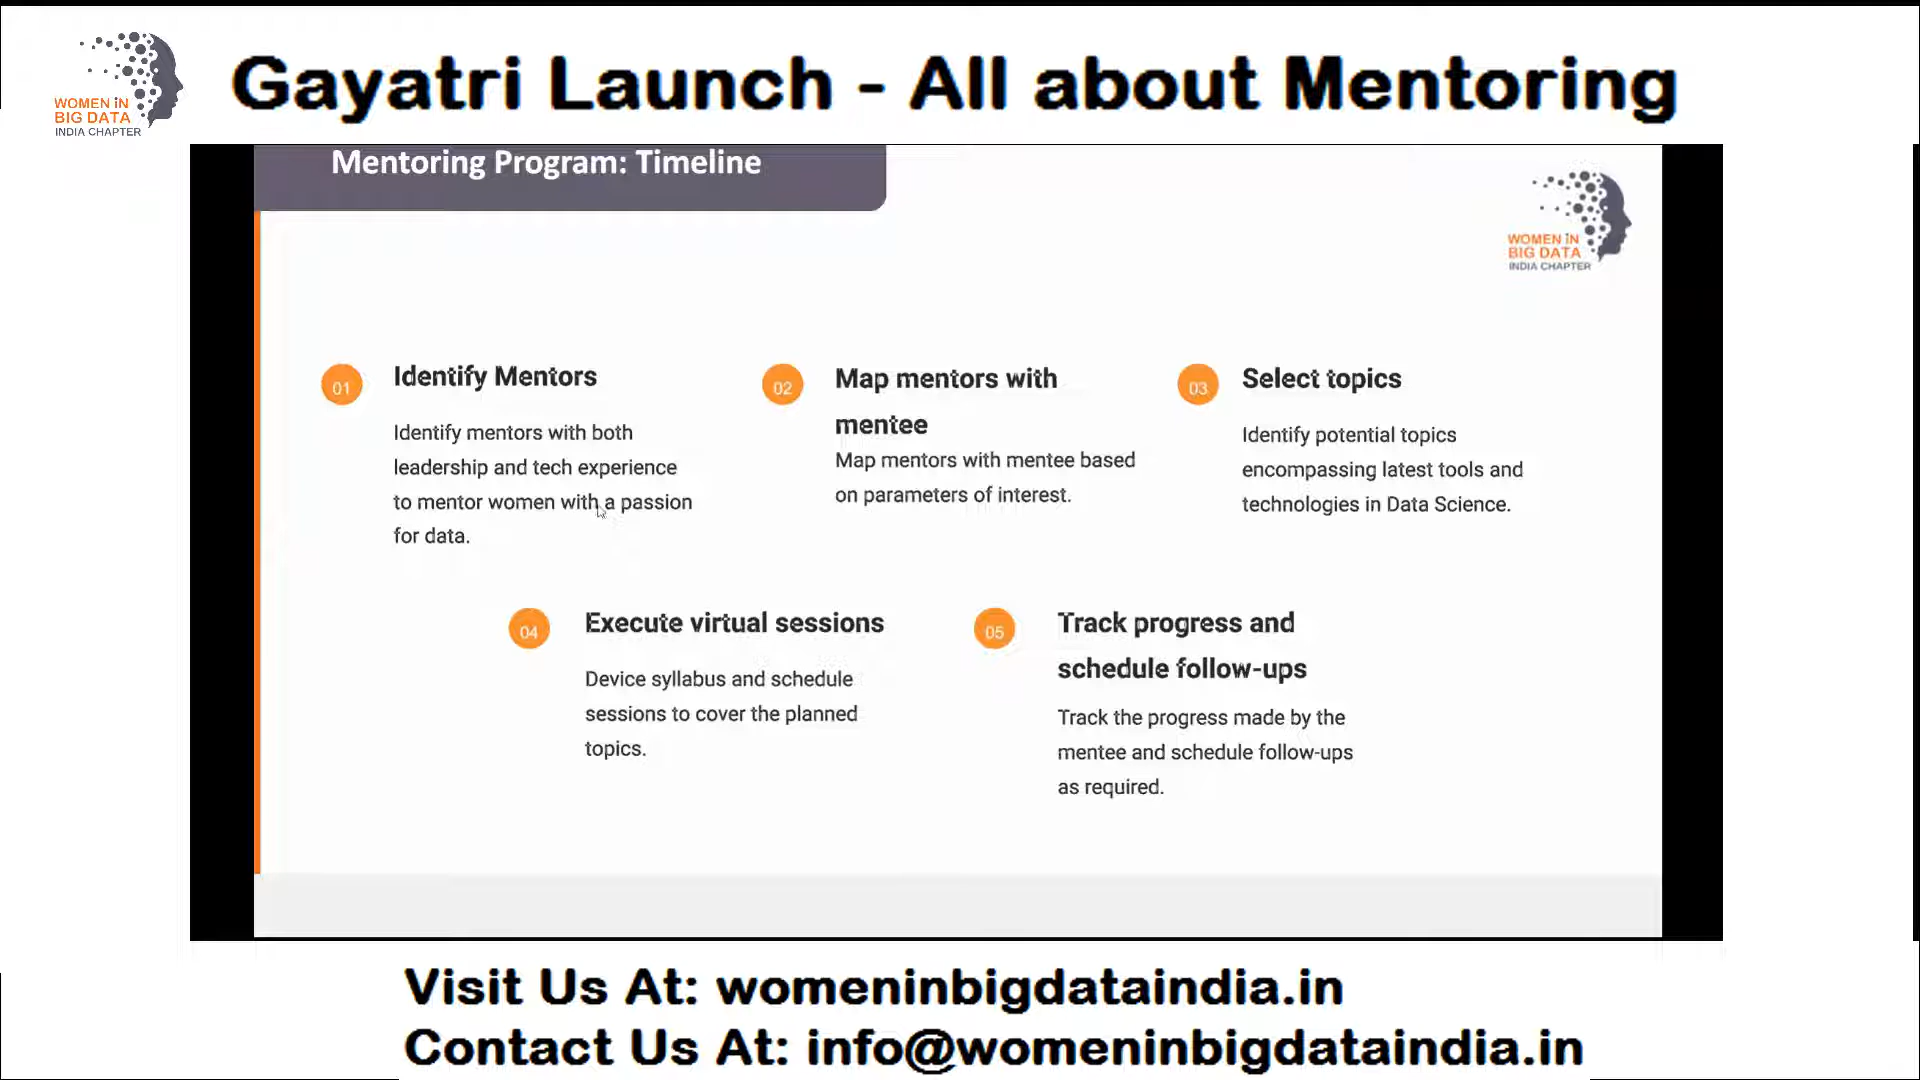 WOMEN iN
BIG DATA
INDIA CHAPTER
Gayatri Launch - All about Mentoring
Mentoring Program: Timeline
WOMEN iN
BIG DATA
INDIA CHAPTER
01
Identify Mentors
Identify mentors with both
leadership and tech experience
to mentor women with a passion
for data.
02
Map mentors with
mentee
Map mentors with mentee based
on parameters of interest.
03
Select topics
Identify potential topics
encompassing latest tools and
technologies in Data Science.
04
Execute virtual sessions
Device syllabus and schedule
sessions to cover the planned
topics.
05
Track progress and
schedule follow-ups
Track the progress made by the
mentee and schedule follow-ups
as required.
Visit Us At: womeninbigdataindia.in
Contact Us At: info@womeninbigdataindia.in